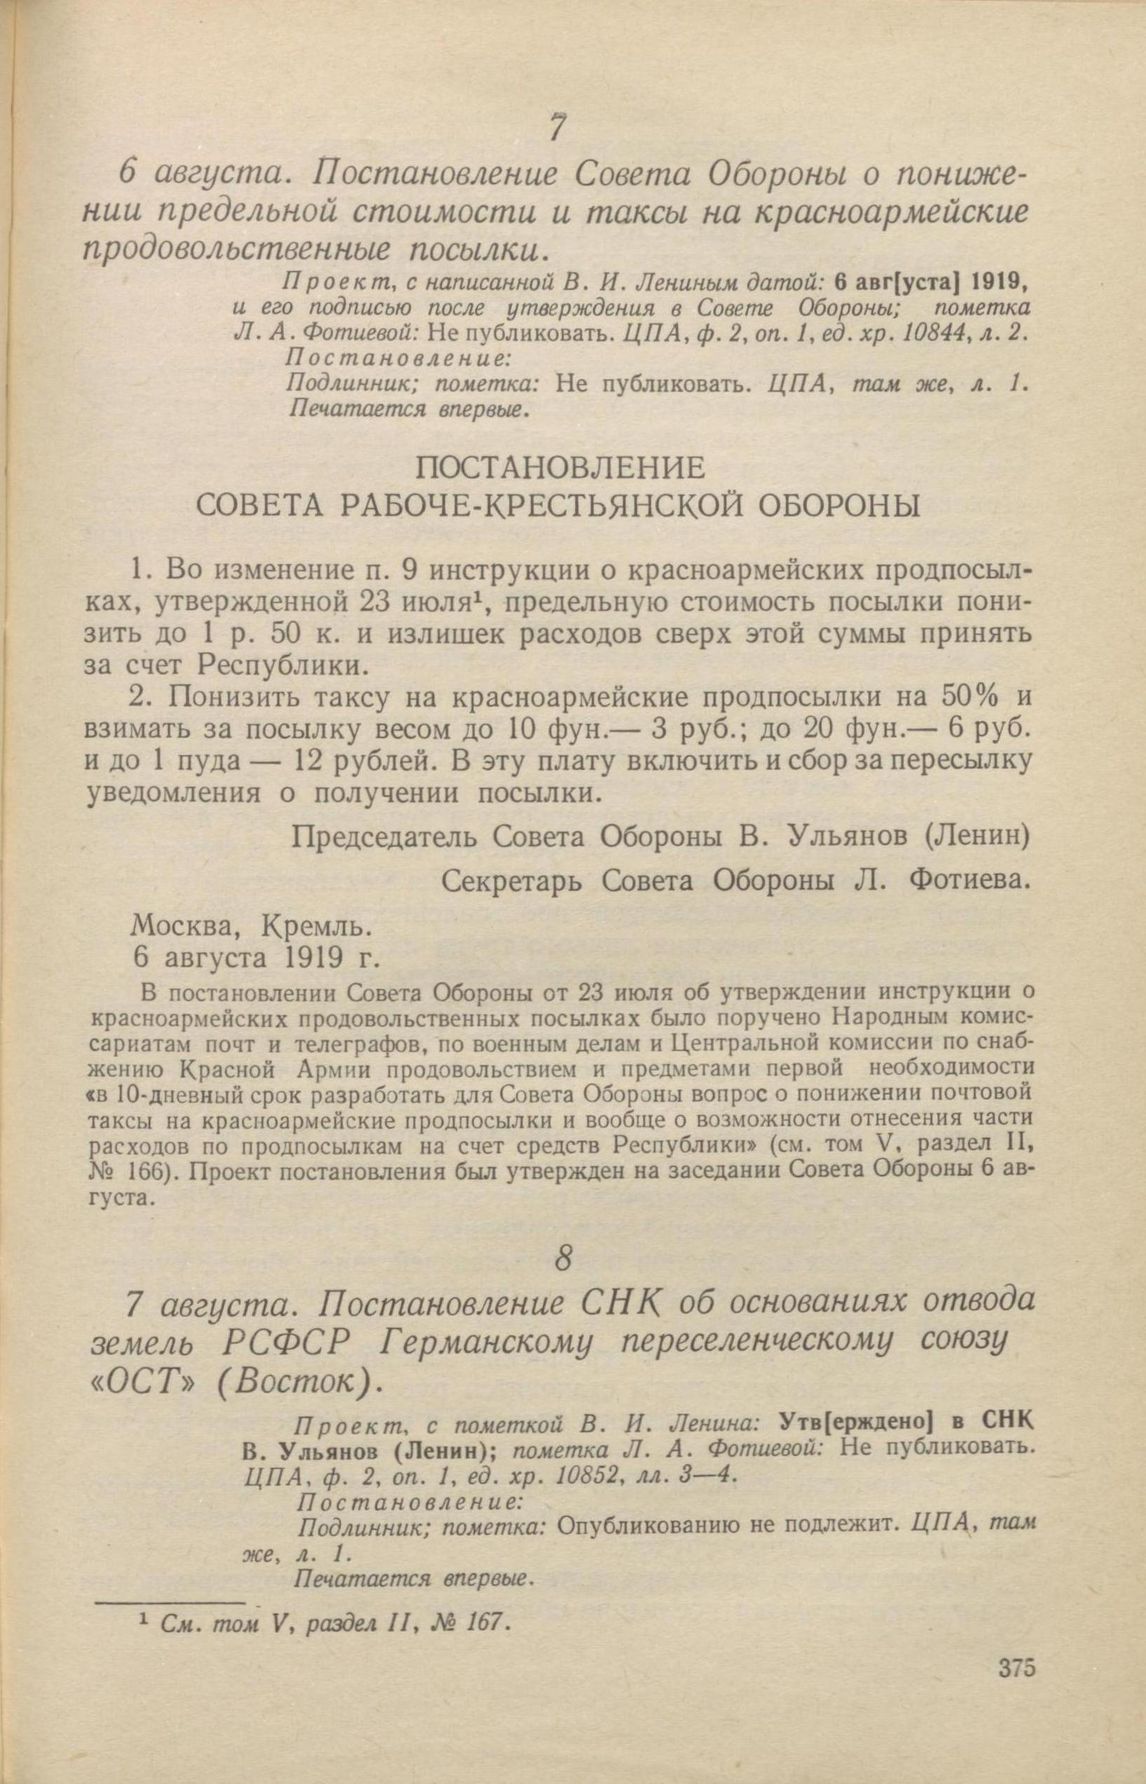 7
6 августа. Постановление Совета Обороны о пониже-
нии предельной стоимости и таксы на красноармейские
продовольственные посылки.
Проект, с написанной В. И. Лениным датой: 6 авг[уста] 1919,
и его подписью после утверждения в Совете Обороны; пометка
Л. А. Фотиевой: Не публиковать. ЦПА, ф. 2, оп. 1, ед. хр. 10844, л. 2.
Постановление:
Подлинник; пометка: Не публиковать. ЦПА, там же, л. 1.
Печатается впервые.
ПОСТАНОВЛЕНИЕ
СОВЕТА РАБОЧЕ-КРЕСТЬЯНСКОЙ ОБОРОНЫ
1. Во изменение п. 9 инструкции о красноармейских продпосыл-
ках, утвержденной 23 июля¹, предельную стоимость посылки пони-
зить до 1 р. 50 к. и излишек расходов сверх этой суммы принять
за счет Республики.
2. Понизить таксу на красноармейские продпосылки на 50% и
взимать за посылку весом до 10 фун.— 3 руб.; до 20 фун.— 6 руб.
и до 1 пуда — 12 рублей. В эту плату включить и сбор за пересылку
уведомления о получении посылки.
Председатель Совета Обороны В. Ульянов (Ленин)
Секретарь Совета Обороны Л. Фотиева.
Москва, Кремль.
6 августа 1919 г.
В постановлении Совета Обороны от 23 июля об утверждении инструкции о
красноармейских продовольственных посылках было поручено Народным комис-
сариатам почт и телеграфов, по военным делам и Центральной комиссии по снаб-
жению Красной Армии продовольствием и предметами первой необходимости
«в 10-дневный срок разработать для Совета Обороны вопрос о понижении почтовой
таксы на красноармейские продпосылки и вообще о возможности отнесения части
расходов по продпосылкам на счет средств Республики» (см. том V, раздел II,
№ 166). Проект постановления был утвержден на заседании Совета Обороны 6 ав-
густа.
8
7 августа. Постановление СНК об основаниях отвода
земель РСФСР Германскому переселенческому союзу
«ОСТ» (Восток).
Проект, с пометкой В. И. Ленина: Утв[ерждено] в СНК
В. Ульянов (Ленин); пометка Л. А. Фотиевой: Не публиковать.
ЦПА, ф. 2, оп. 1, ед. хр. 10852, лл. 3—4.
Постановление:
Подлинник; пометка: Опубликованию не подлежит. ЦПА, там
же, л. 1.
Печатается впервые.
¹ См. том V, раздел II, № 167.
375